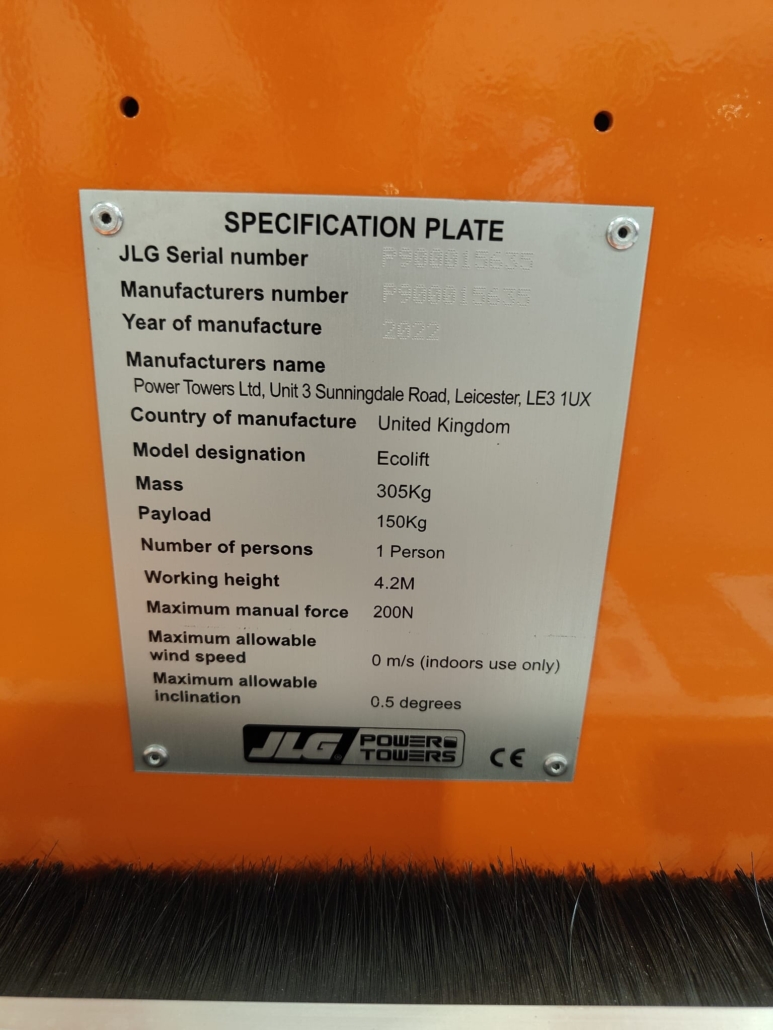 SPECIFICATION PLATE
JLG Serial number P900015635
Manufacturers number P900015635
Year of manufacture 2022
Manufacturers name
Power Towers Ltd, Unit 3 Sunningdale Road, Leicester, LE3 1UX
Country of manufacture United Kingdom
Model designation Ecolift
Mass 305Kg
Payload 150Kg
Number of persons 1 Person
Working height 4.2M
Maximum manual force 200N
Maximum allowable
wind speed 0 m/s (indoors use only)
Maximum allowable
inclination 0.5 degrees
JLG POWER
TOWERS CE